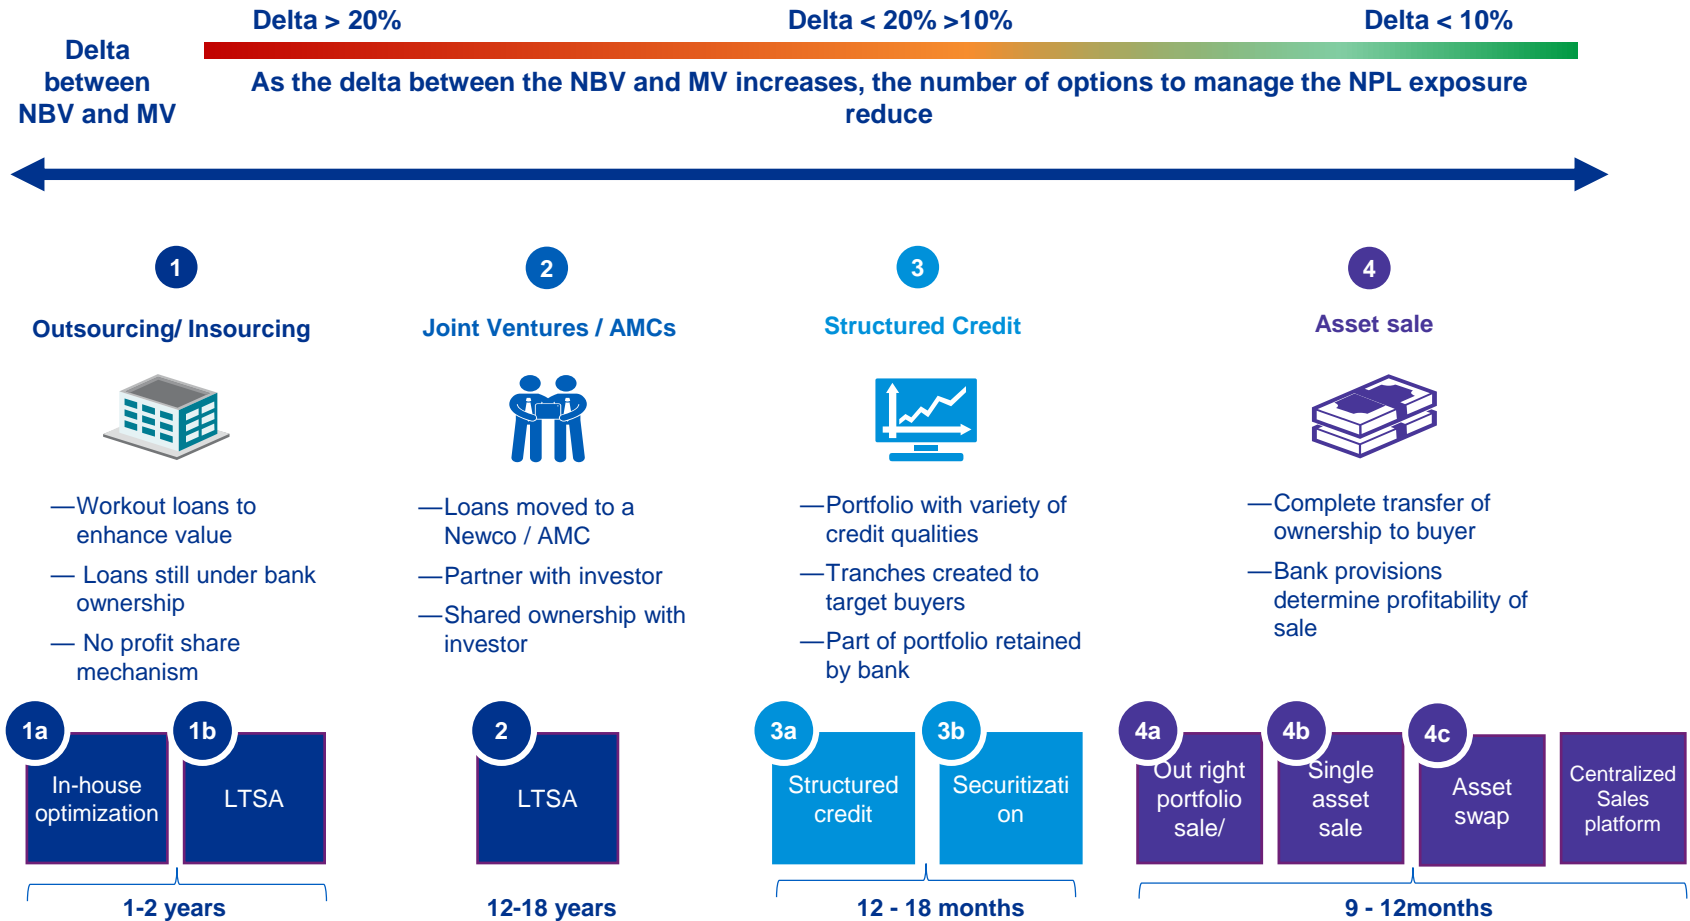 Delta > 20%
Delta < 20% >10%
Delta < 10%
Delta
between
NBV and MV
As the delta between the NBV and MV increases, the number of options to manage the NPL exposure
reduce
1
Outsourcing/ Insourcing
—Workout loans to
enhance value
— Loans still under bank
ownership
— No profit share
mechanism
2
Joint Ventures / AMCs
—Loans moved to a
Newco / AMC
—Partner with investor
—Shared ownership with
investor
3
Structured Credit
—Portfolio with variety of
credit qualities
—Tranches created to
target buyers
—Part of portfolio retained
by bank
4
Asset sale
—Complete transfer of
ownership to buyer
—Bank provisions
determine profitability of
sale
1a
In-house
optimization
1b
LTSA
1-2 years
2
LTSA
12-18 years
3a
Structured
credit
3b
Securitizati
on
12 - 18 months
4a
Out right
portfolio
sale/
4b
Single
asset
sale
4c
Asset
swap
Centralized
Sales
platform
9 - 12months